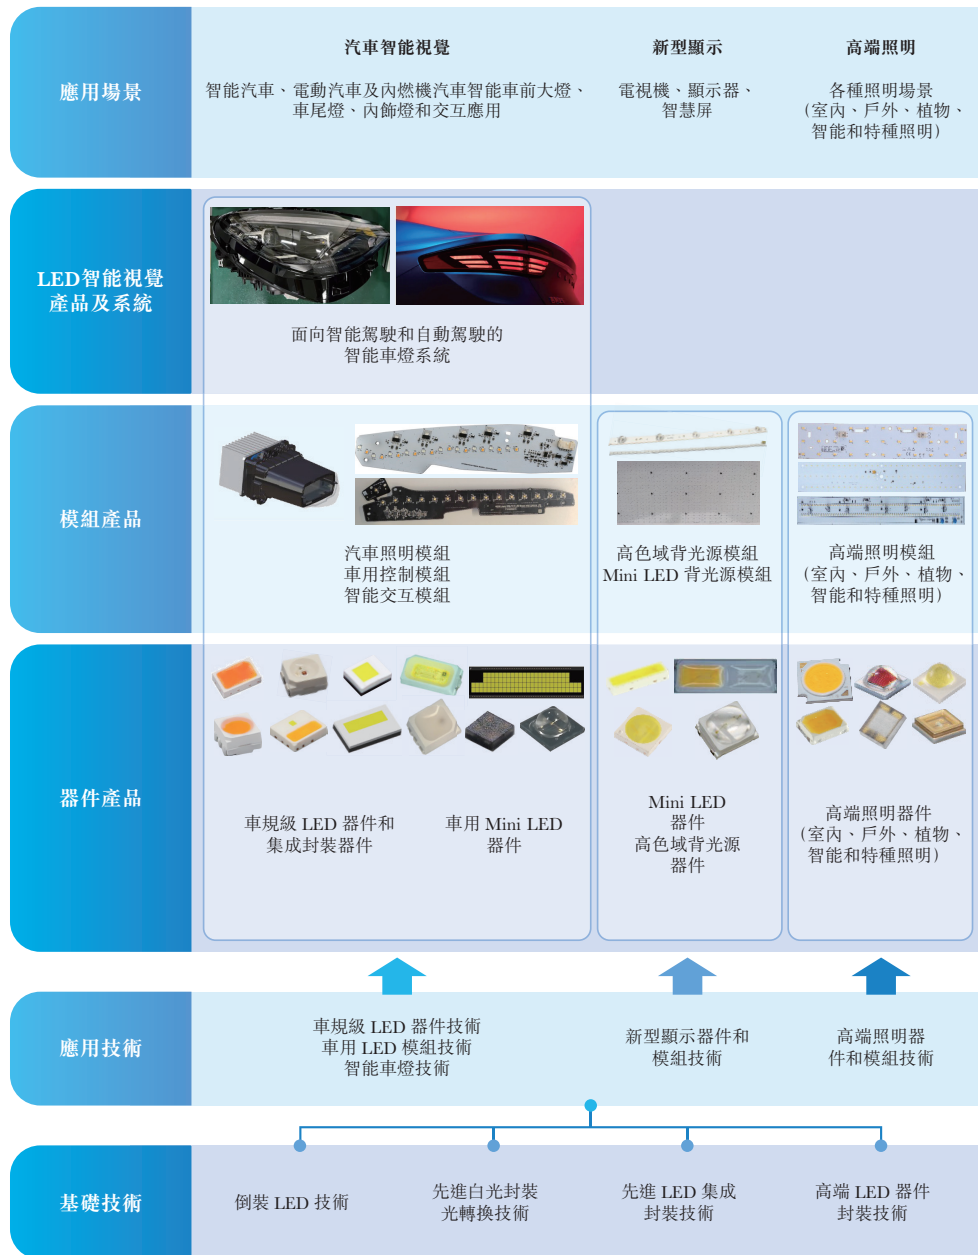 應用場景
汽車智能視覺
智能汽車、電動汽車及內燃機汽車智能車前大燈、
車尾燈、內飾燈和交互應用
新型顯示
電視機、顯示器、
智慧屏
高端照明
各種照明場景
(室內、戶外、植物、
智能和特種照明)
LED智能視覺
產品及系統
面向智能駕駛和自動駕駛的
智能車燈系統
模組產品
汽車照明模組
車用控制模組
智能交互模組
高色域背光源模組
Mini LED 背光源模組
高端照明模組
(室內、戶外、植物、
智能和特種照明)
器件產品
車規級 LED 器件和
集成封裝器件
車用 Mini LED
器件
Mini LED
器件
高色域背光源
器件
高端照明器件
(室內、戶外、植物、
智能和特種照明)
應用技術
車規級 LED 器件技術
車用 LED 模組技術
智能車燈技術
新型顯示器件和
模組技術
高端照明器
件和模組技術
基礎技術
倒裝 LED 技術
先進白光封裝
光轉換技術
先進 LED 集成
封裝技術
高端 LED 器件
封裝技術